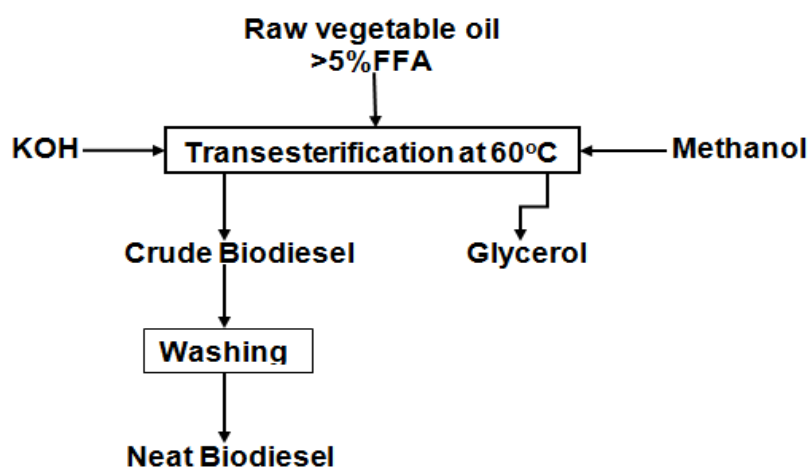 Raw vegetable oil
>5%FFA
KOH
Transesterification at 60°C
Methanol
Crude Biodiesel
Glycerol
Washing
Neat Biodiesel